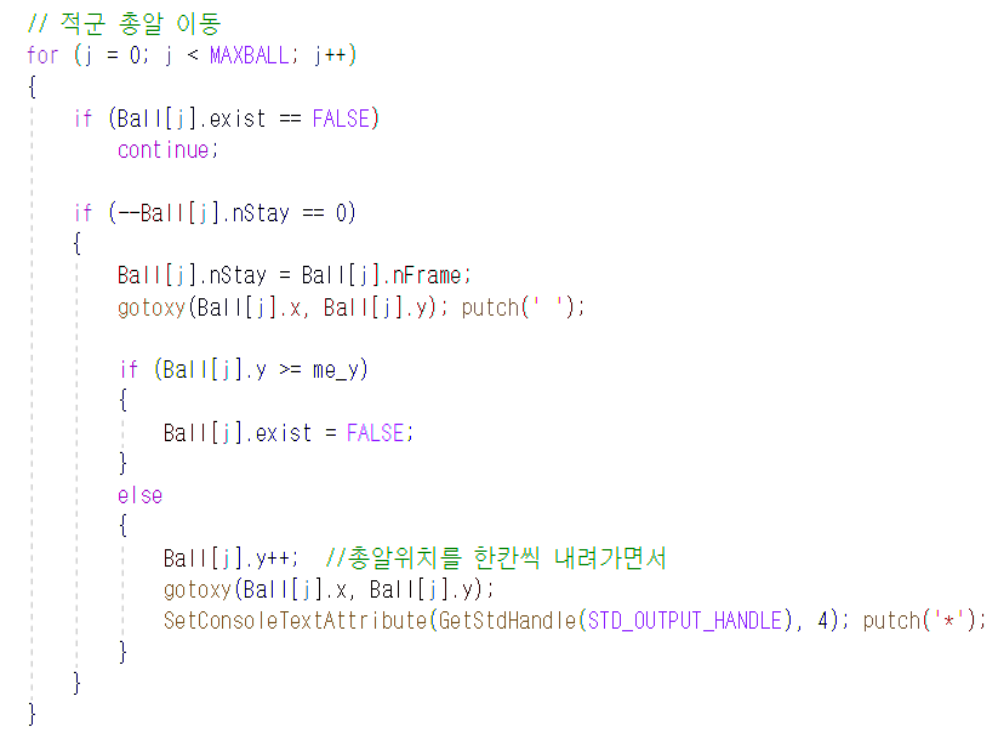 // 적군 총알 이동
for (j = 0; j < MAXBALL; j++)
{
if (Ball[j].exist == FALSE)
continue;
if (--Ball[j].nStay == 0)
{
Ball[j].nStay = Ball[j].nFrame;
gotoxy(Ball[j].x, Ball[j].y); putch(' ');
if (Ball[j].y >= me_y)
{
Ball[j].exist = FALSE;
}
else
{
Ball[j].y++; //총알위치를 한칸씩 내려가면서
gotoxy(Ball[j].x, Ball[j].y);
SetConsoleTextAttribute(GetStdHandle(STD_OUTPUT_HANDLE), 4); putch('*');
}
}
}